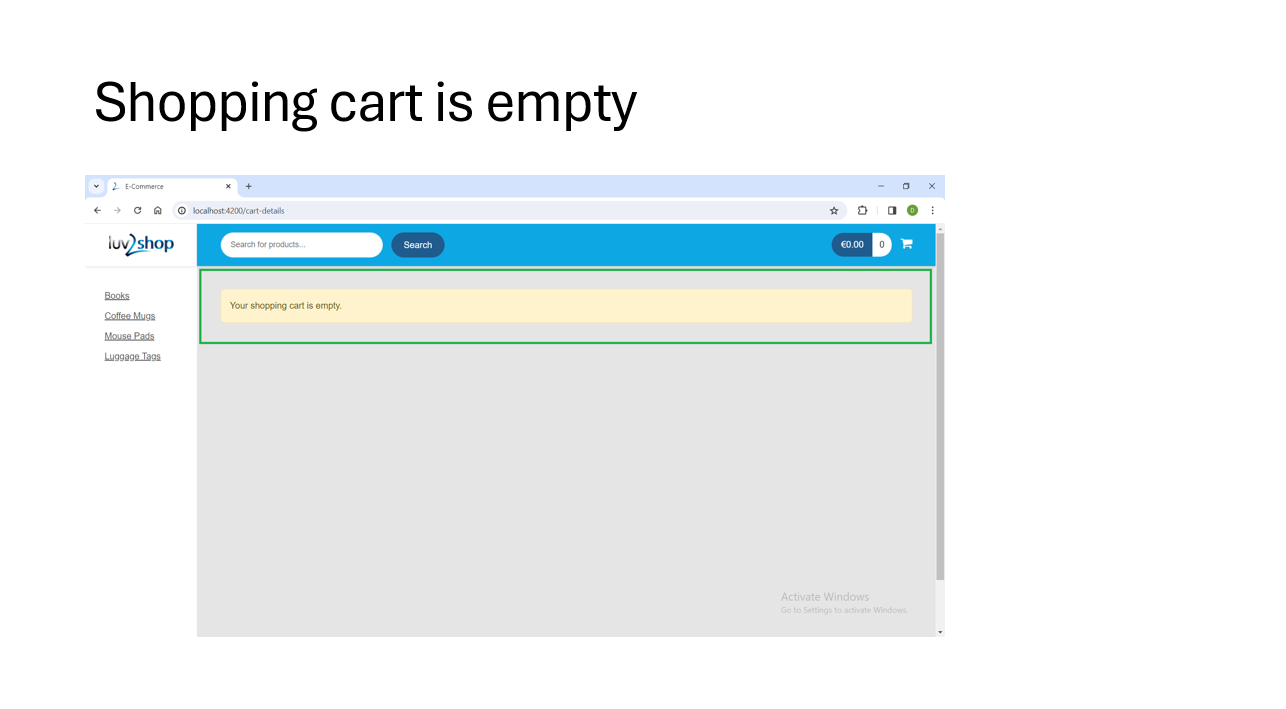 Shopping cart is empty
E-Commerce
localhost:4200/cart-details
luv2shop
Search for products...
Search
€0.00 0
Books
Coffee Mugs
Mouse Pads
Luggage Tags
Your shopping cart is empty.
Activate Windows
Go to Settings to activate Windows.